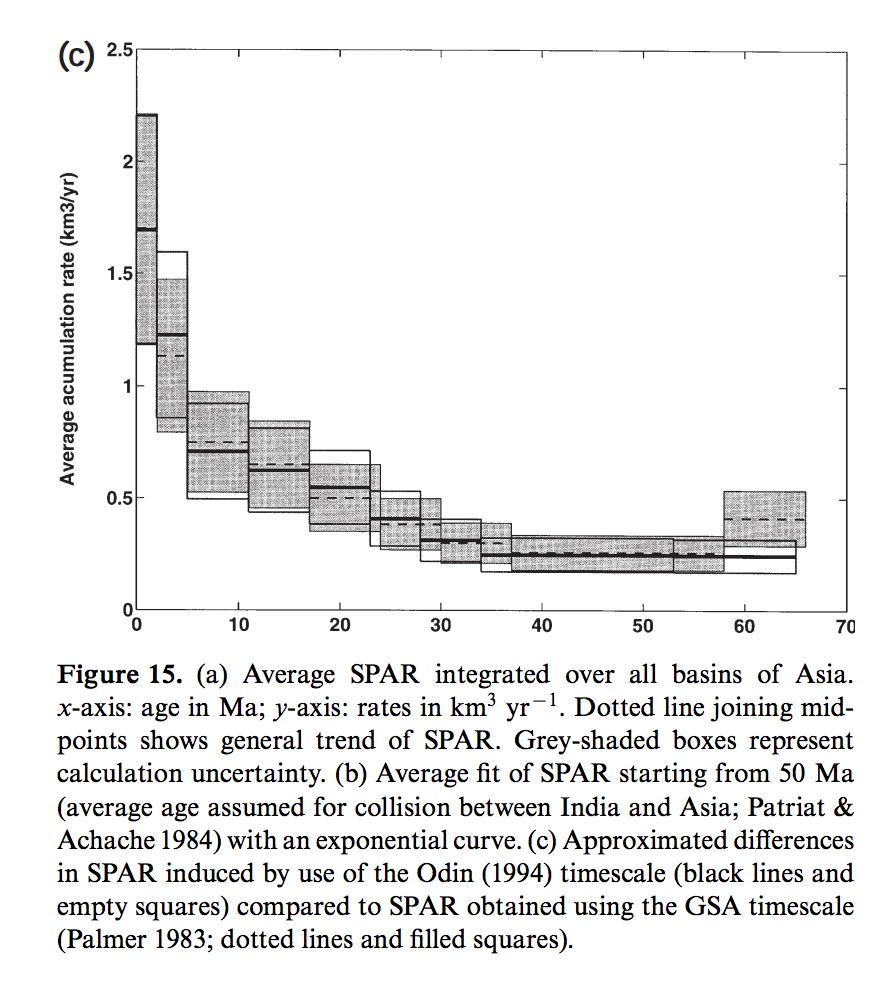 (c)
2.5
2
1.5
1
0.5
0
Average acumulation rate (km3/yr)
0 10 20 30 40 50 60 70
Figure 15. (a) Average SPAR integrated over all basins of Asia.
x-axis: age in Ma; y-axis: rates in km³ yr⁻¹. Dotted line joining mid-
points shows general trend of SPAR. Grey-shaded boxes represent
calculation uncertainty. (b) Average fit of SPAR starting from 50 Ma
(average age assumed for collision between India and Asia; Patriat &
Achache 1984) with an exponential curve. (c) Approximated differences
in SPAR induced by use of the Odin (1994) timescale (black lines and
empty squares) compared to SPAR obtained using the GSA timescale
(Palmer 1983; dotted lines and filled squares).